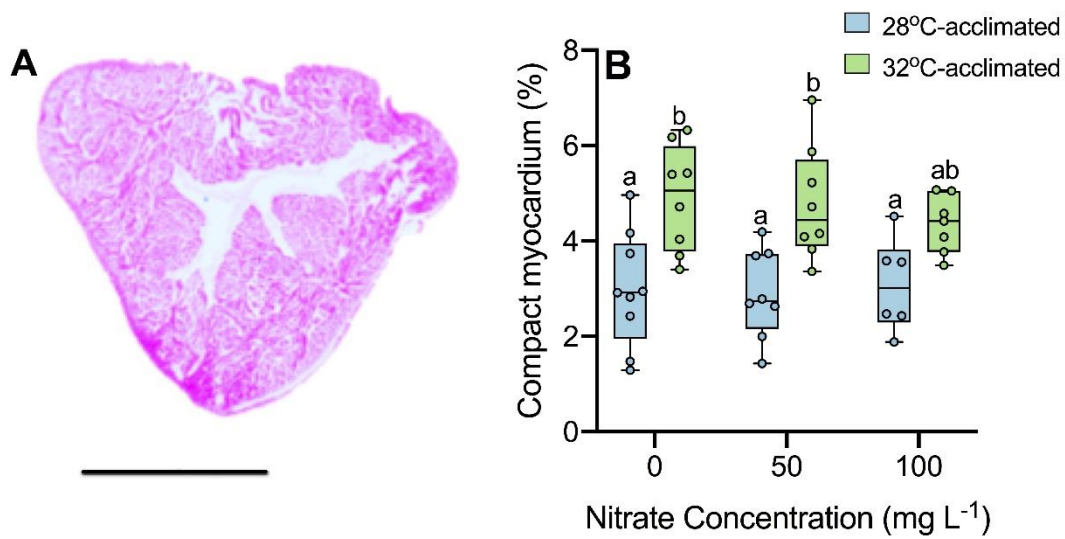 A
B
28°C-acclimated
32°C-acclimated
Compact myocardium (%)
8
6
4
2
0
a
b
a
b
a
ab
0
50
100
Nitrate Concentration (mg L⁻¹)